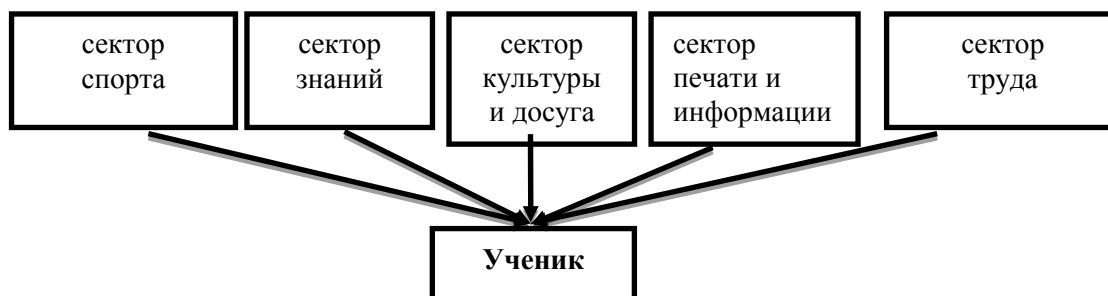 сектор
спорта
сектор
знаний
сектор
культуры
и досуга
сектор
печати и
информации
сектор
труда
Ученик